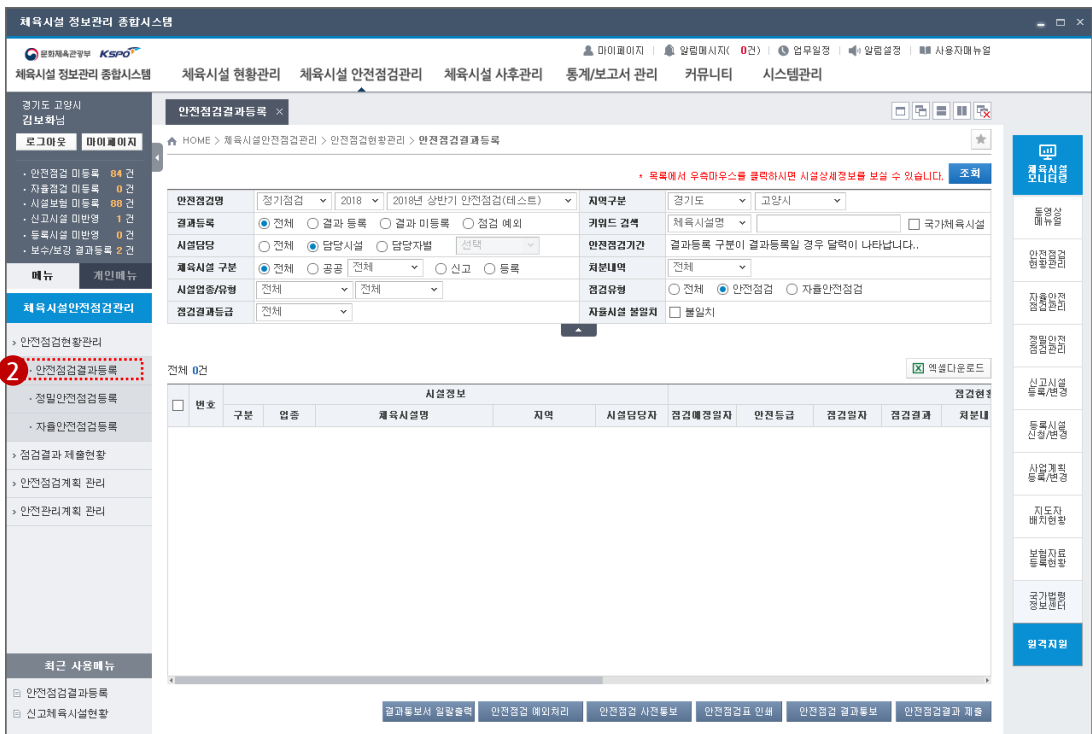 체육시설 정보관리 종합시스템
문화체육관광부 KSPO
마이페이지 알림메시지( 0건) 업무일정 알림설정 사용자매뉴얼
체육시설 정보관리 종합시스템 체육시설 현황관리 체육시설 안전점검관리 체육시설 사후관리 통계/보고서 관리 커뮤니티 시스템관리
경기도 고양시
김보화님
로그아웃 마이페이지
· 안전점검 미등록 84 건
· 자율점검 미등록 0 건
· 시설보험 미등록 88 건
· 신고시설 미반영 1 건
· 등록시설 미반영 0 건
· 보수/보강 결과등록 2 건
메뉴 개인메뉴
체육시설안전점검관리
› 안전점검현황관리
2
· 안전점검결과등록
· 정밀안전점검등록
· 자율안전점검등록
› 점검결과 제출현황
› 안전점검계획 관리
› 안전관리계획 관리
최근 사용메뉴
안전점검결과등록
신고체육시설현황
안전점검결과등록 ×
HOME > 체육시설안전점검관리 > 안전점검현황관리 > 안전점검결과등록
* 목록에서 우측마우스를 클릭하시면 시설상세정보를 보실 수 있습니다. 조회
안전점검명 정기점검 2018 2018년 상반기 안전점검(테스트) 지역구분 경기도 고양시
결과등록 전체 결과 등록 결과 미등록 점검 예외 키워드 검색 체육시설명 국가체육시설
시설담당 전체 담당시설 담당자별 선택 안전점검기간 결과등록 구분이 결과등록일 경우 달력이 나타납니다..
체육시설 구분 전체 공공 전체 신고 등록 처분내역 전체
시설업종/유형 전체 전체 점검유형 전체 안전점검 자율안전점검
점검결과등급 전체 자율시설 불일치 불일치
전체 0건 엑셀다운로드
번호 시설정보 점검현황
구분 업종 체육시설명 지역 시설담당자 점검예정일자 안전등급 점검일자 점검결과 처분내
결과통보서 일괄출력 안전점검 예외처리 안전점검 사전통보 안전점검표 인쇄 안전점검 결과통보 안전점검결과 제출
체육시설
모니터링
동영상
매뉴얼
안전점검
현황관리
자율안전
점검관리
정밀안전
점검관리
신고시설
등록/변경
등록시설
신청/변경
사업계획
등록/변경
지도자
배치현황
보험자료
등록현황
국가법령
정보센터
원격지원